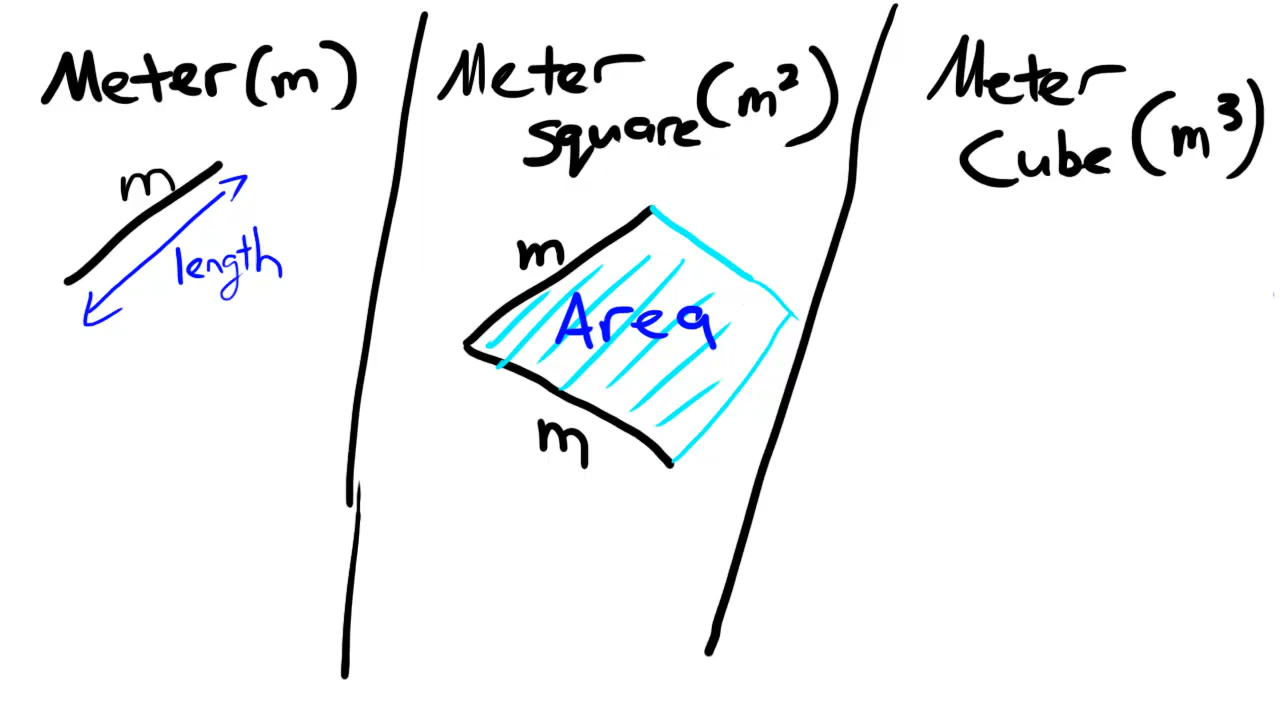 Meter (m)
m
length
Meter
square (m²)
m
Area
m
Meter
Cube (m³)